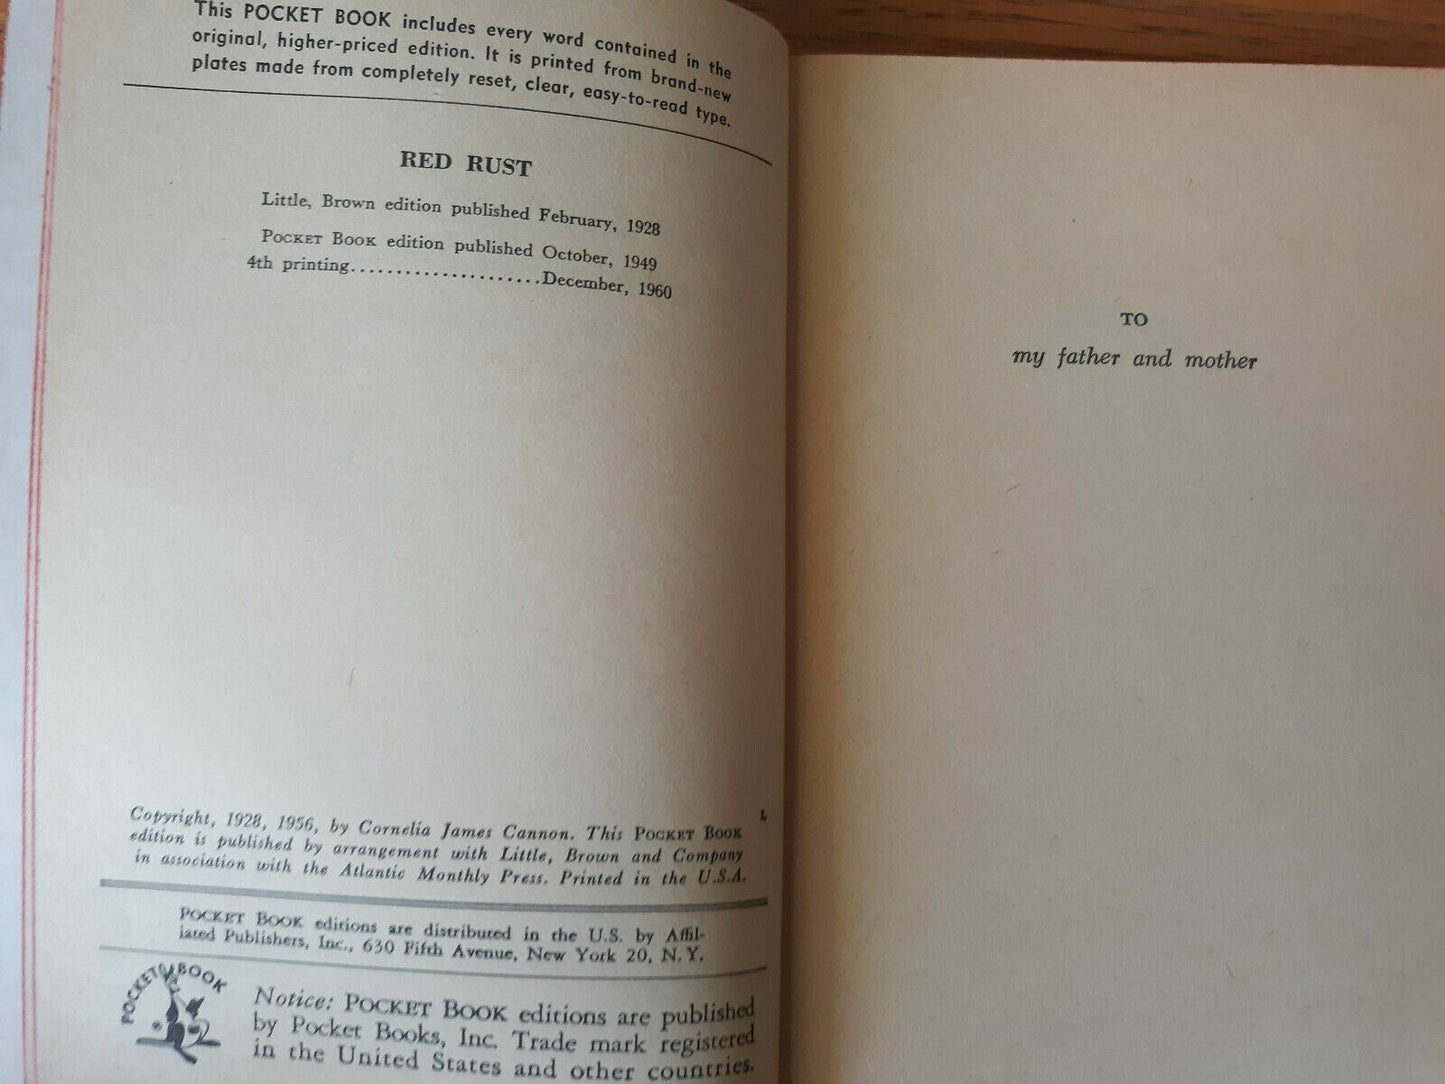 This POCKET BOOK includes every word contained in the
original, higher-priced edition. It is printed from brand-new
plates made from completely reset, clear, easy-to-read type.
RED RUST
Little, Brown edition published February, 1928
POCKET BOOK edition published October, 1949
4th printing.....................December, 1960
Copyright, 1928, 1956, by Cornelia James Cannon. This POCKET BOOK
edition is published by arrangement with Little, Brown and Company
in association with the Atlantic Monthly Press. Printed in the U.S.A.
L
POCKET BOOK editions are distributed in the U.S. by Affil-
iated Publishers, Inc., 630 Fifth Avenue, New York 20, N.Y.
POCKET BOOK
Notice: POCKET BOOK editions are published
by Pocket Books, Inc. Trade mark registered
in the United States and other countries.
TO
my father and mother